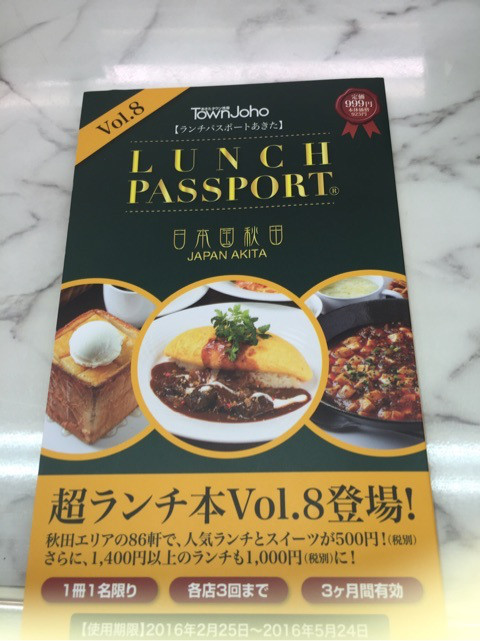 Vol.8
TownJoho
【ランチパスポートあきた】
定価
999円
LUNCH
PASSPORT®
日本国秋田
JAPAN AKITA
超ランチ本Vol.8登場!
秋田エリアの86軒で、人気ランチとスイーツが500円!(税別)
さらに、1,400円以上のランチも1,000円(税別)に!
1冊1名限り
各店3回まで
3ヶ月間有効
【使用期限】2016年2月25日～2016年5月24日